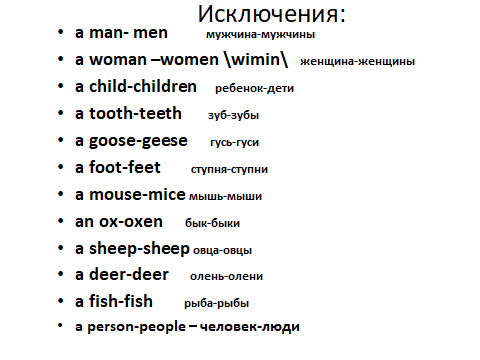 Исключения:
• a man- men мужчина-мужчины
• a woman –women \wimin\ женщина-женщины
• a child-children ребенок-дети
• a tooth-teeth зуб-зубы
• a goose-geese гусь-гуси
• a foot-feet ступня-ступни
• a mouse-mice мышь-мыши
• an ox-oxen бык-быки
• a sheep-sheep овца-овцы
• a deer-deer олень-олени
• a fish-fish рыба-рыбы
• a person-people – человек-люди